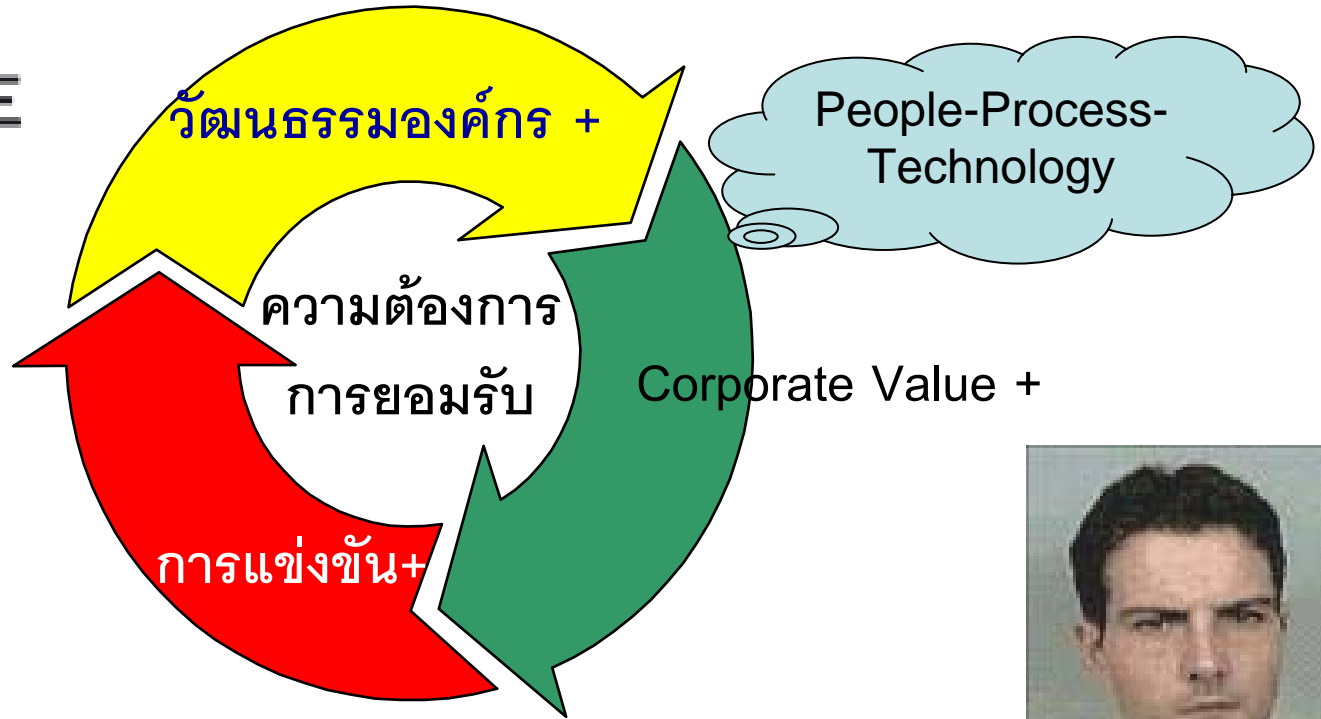 E
วัฒนธรรมองค์กร +
People-Process-
Technology
ความต้องการ
การยอมรับ
Corporate Value +
การแข่งขัน+